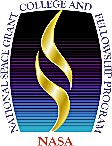 NATIONAL SPACE GRANT COLLEGE AND FELLOWSHIP PROGRAM
NASA